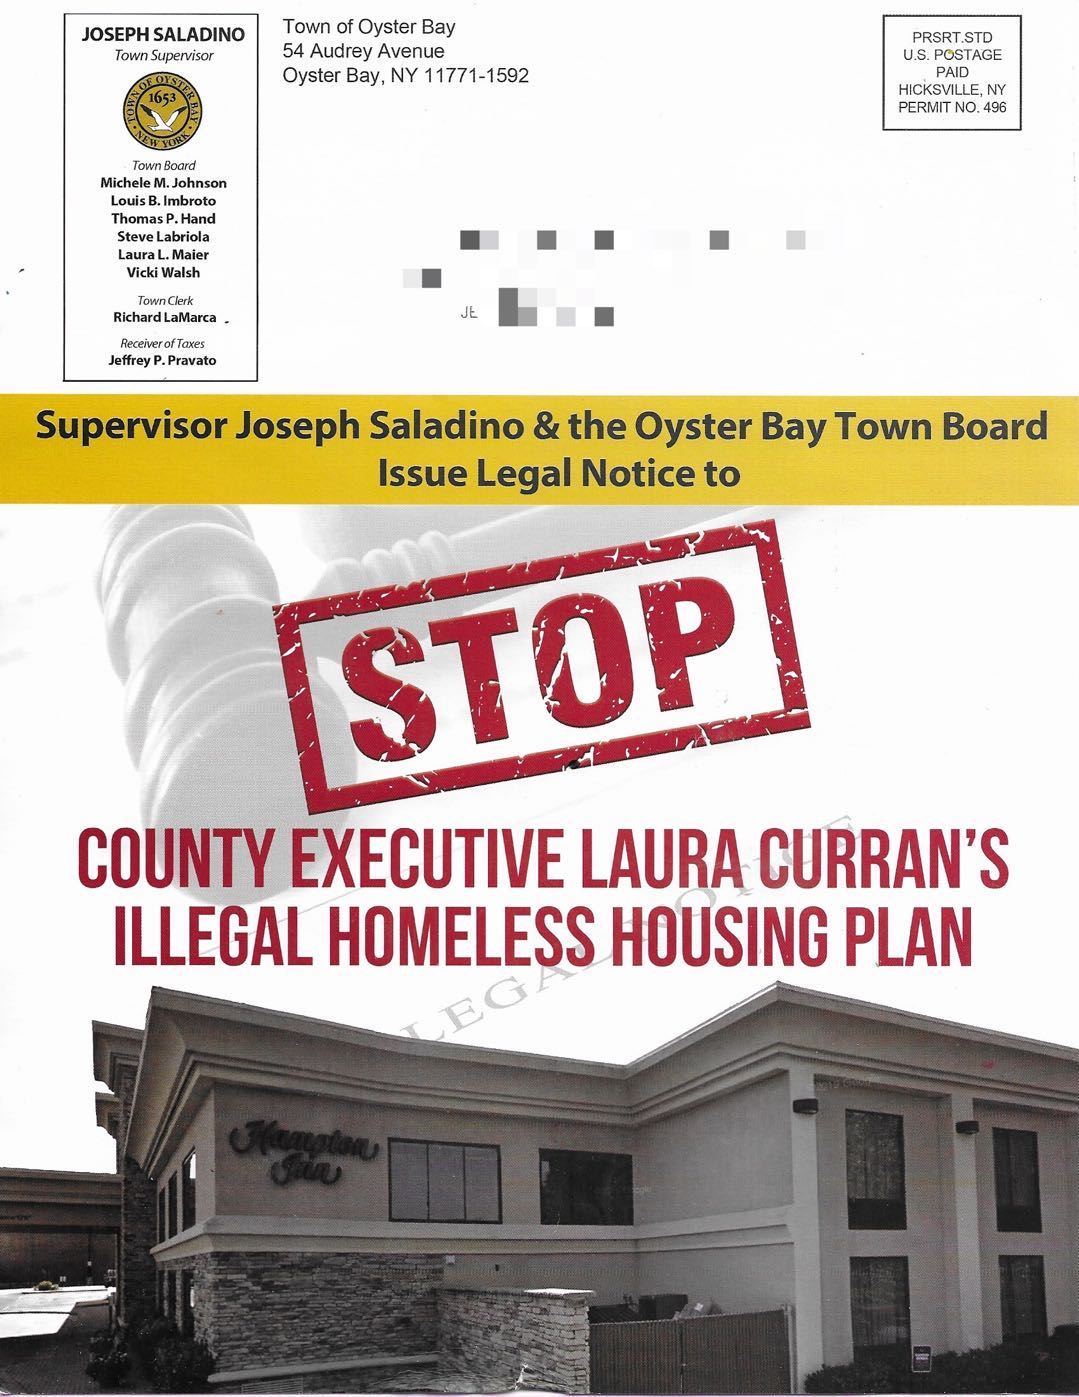 JOSEPH SALADINO
Town Supervisor
TOWN OF OYSTER BAY
1653
NEW YORK
Town Board
Michele M. Johnson
Louis B. Imbroto
Thomas P. Hand
Steve Labriola
Laura L. Maier
Vicki Walsh
Town Clerk
Richard LaMarca
Receiver of Taxes
Jeffrey P. Pravato
Town of Oyster Bay
54 Audrey Avenue
Oyster Bay, NY 11771-1592
PRSRT.STD
U.S. POSTAGE
PAID
HICKSVILLE, NY
PERMIT NO. 496
JE
Supervisor Joseph Saladino & the Oyster Bay Town Board
Issue Legal Notice to
STOP
COUNTY EXECUTIVE LAURA CURRAN'S
ILLEGAL HOMELESS HOUSING PLAN
LEGAL NOTICE
Hampton
Inn